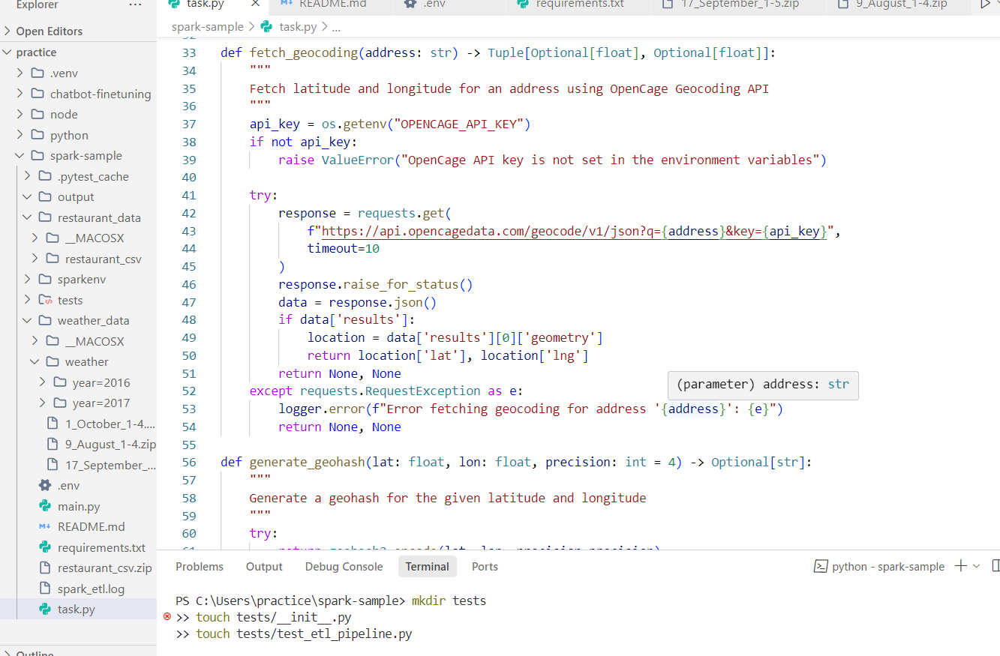 Explorer ...
task.py README.md .env requirements.txt 17_September_1-5.zip 9_August_1-4.zip
Open Editors
practice
.venv
chatbot-finetuning
node
python
spark-sample
.pytest_cache
output
restaurant_data
__MACOSX
restaurant_csv
sparkenv
tests
weather_data
__MACOSX
weather
year=2016
year=2017
1_October_1-4....
9_August_1-4.zip
17_September_...
.env
main.py
README.md
requirements.txt
restaurant_csv.zip
spark_etl.log
task.py
Outline
spark-sample > task.py > ...
32
33 def fetch_geocoding(address: str) -> Tuple[Optional[float], Optional[float]]:
34 """
35 Fetch latitude and longitude for an address using OpenCage Geocoding API
36 """
37 api_key = os.getenv("OPENCAGE_API_KEY")
38 if not api_key:
39 raise ValueError("OpenCage API key is not set in the environment variables")
40
41 try:
42 response = requests.get(
43 f"https://api.opencagedata.com/geocode/v1/json?q={address}&key={api_key}",
44 timeout=10
45 )
46 response.raise_for_status()
47 data = response.json()
48 if data['results']:
49 location = data['results'][0]['geometry']
50 return location['lat'], location['lng']
51 return None, None
52 except requests.RequestException as e:
53 logger.error(f"Error fetching geocoding for address '{address}': {e}")
54 return None, None
55
56 def generate_geohash(lat: float, lon: float, precision: int = 4) -> Optional[str]:
57 """
58 Generate a geohash for the given latitude and longitude
59 """
60 try:
61 return geohash2.encode(lat, lon, precision=precision)
(parameter) address: str
Problems Output Debug Console Terminal Ports
python - spark-sample
PS C:\Users\practice\spark-sample> mkdir tests
>> touch tests/__init__.py
>> touch tests/test_etl_pipeline.py